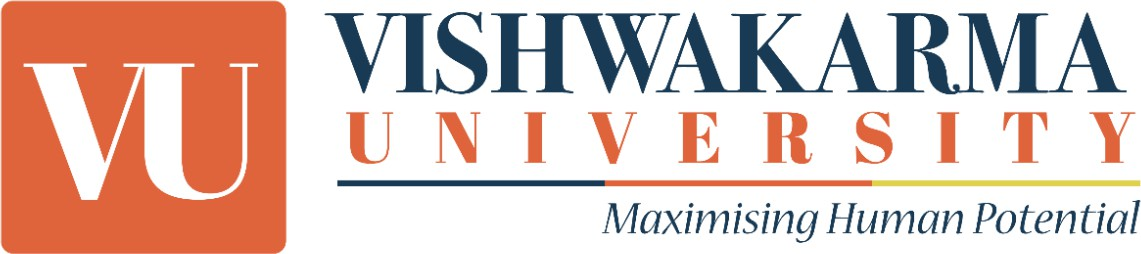 VU
VISHWAKARMA
UNIVERSITY
Maximising Human Potential